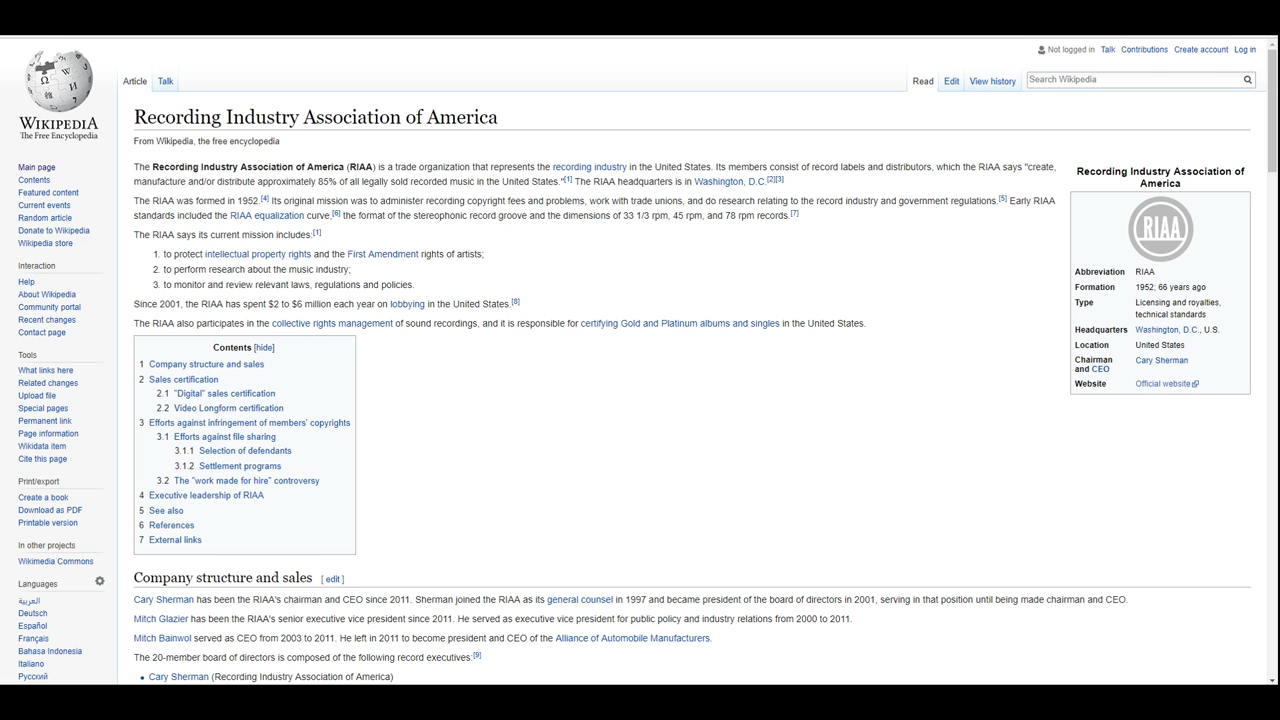 Not logged in Talk Contributions Create account Log in
WIKIPEDIA
The Free Encyclopedia
Article Talk
Read Edit View history Search Wikipedia
Recording Industry Association of America
From Wikipedia, the free encyclopedia
The Recording Industry Association of America (RIAA) is a trade organization that represents the recording industry in the United States. Its members consist of record labels and distributors, which the RIAA says "create,
manufacture and/or distribute approximately 85% of all legally sold recorded music in the United States."[1] The RIAA headquarters is in Washington, D.C.[2][3]
The RIAA was formed in 1952.[4] Its original mission was to administer recording copyright fees and problems, work with trade unions, and do research relating to the record industry and government regulations.[5] Early RIAA
standards included the RIAA equalization curve,[6] the format of the stereophonic record groove and the dimensions of 33 1/3 rpm, 45 rpm, and 78 rpm records.[7]
The RIAA says its current mission includes:[1]
1. to protect intellectual property rights and the First Amendment rights of artists;
2. to perform research about the music industry;
3. to monitor and review relevant laws, regulations and policies.
Since 2001, the RIAA has spent $2 to $6 million each year on lobbying in the United States.[8]
The RIAA also participates in the collective rights management of sound recordings, and it is responsible for certifying Gold and Platinum albums and singles in the United States.
Contents [hide]
1 Company structure and sales
2 Sales certification
2.1 "Digital" sales certification
2.2 Video Longform certification
3 Efforts against infringement of members' copyrights
3.1 Efforts against file sharing
3.1.1 Selection of defendants
3.1.2 Settlement programs
3.2 The "work made for hire" controversy
4 Executive leadership of RIAA
5 See also
6 References
7 External links
Company structure and sales [ edit ]
Cary Sherman has been the RIAA's chairman and CEO since 2011. Sherman joined the RIAA as its general counsel in 1997 and became president of the board of directors in 2001, serving in that position until being made chairman and CEO.
Mitch Glazier has been the RIAA's senior executive vice president since 2011. He served as executive vice president for public policy and industry relations from 2000 to 2011.
Mitch Bainwol served as CEO from 2003 to 2011. He left in 2011 to become president and CEO of the Alliance of Automobile Manufacturers.
The 20-member board of directors is composed of the following record executives:[9]
• Cary Sherman (Recording Industry Association of America)
Recording Industry Association of
America
RIAA
Abbreviation RIAA
Formation 1952; 66 years ago
Type Licensing and royalties,
technical standards
Headquarters Washington, D.C., U.S.
Location United States
Chairman Cary Sherman
and CEO
Website Official website
Main page
Contents
Featured content
Current events
Random article
Donate to Wikipedia
Wikipedia store
Interaction
Help
About Wikipedia
Community portal
Recent changes
Contact page
Tools
What links here
Related changes
Upload file
Special pages
Permanent link
Page information
Wikidata item
Cite this page
Print/export
Create a book
Download as PDF
Printable version
In other projects
Wikimedia Commons
Languages
العربية
Deutsch
Español
Français
Bahasa Indonesia
Italiano
Русский